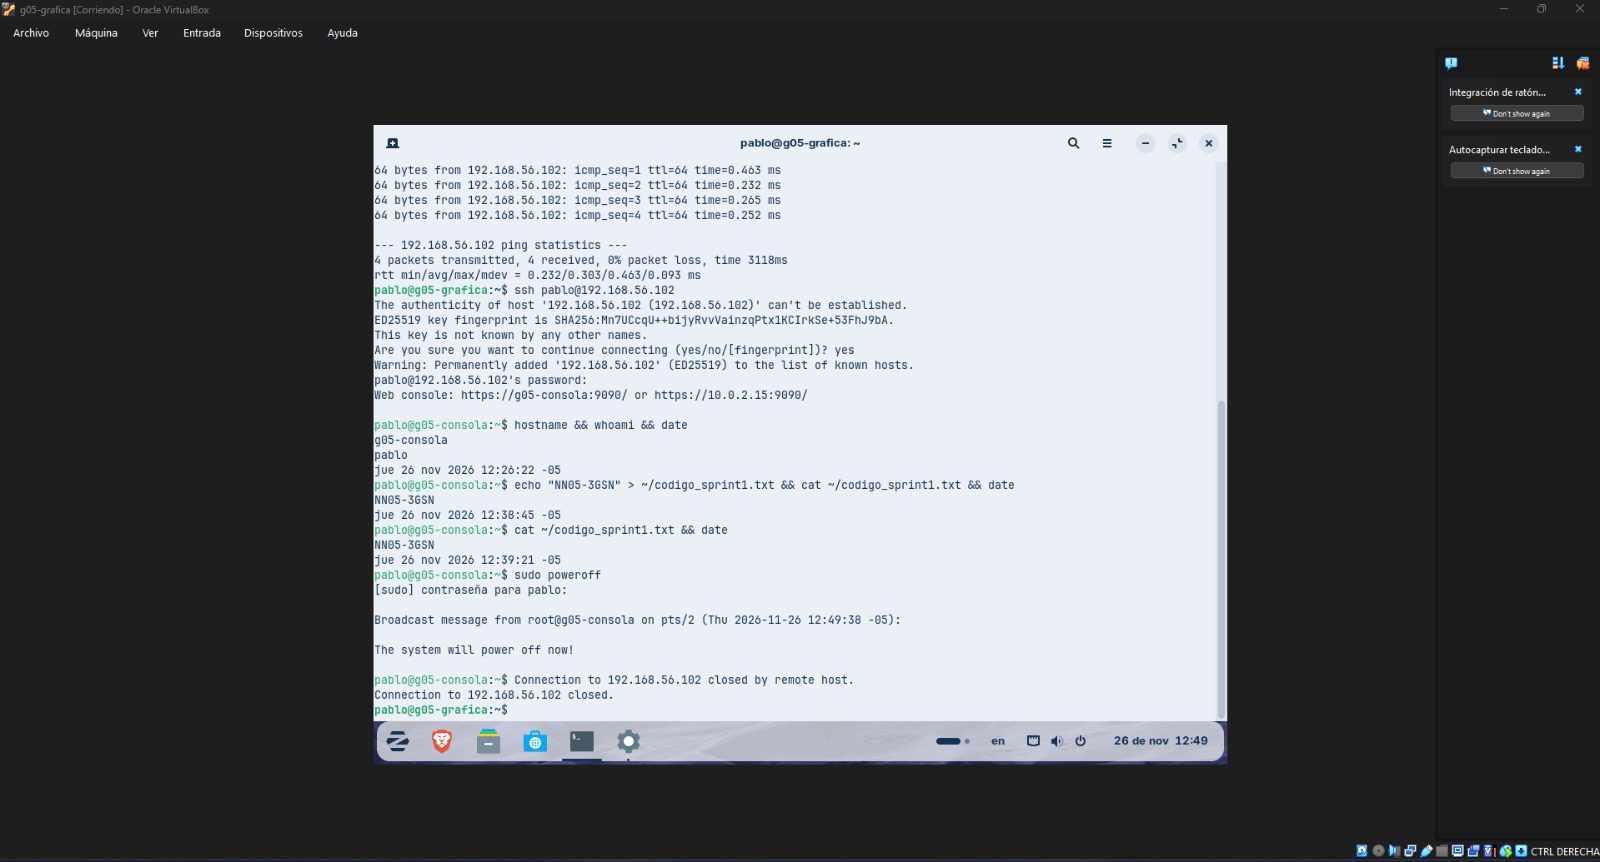 g05-grafica [Corriendo] - Oracle VirtualBox
Archivo Máquina Ver Entrada Dispositivos Ayuda
Integración de ratón...
Don't show again
Autocapturar teclado...
Don't show again
pablo@g05-grafica: ~
64 bytes from 192.168.56.102: icmp_seq=1 ttl=64 time=0.463 ms
64 bytes from 192.168.56.102: icmp_seq=2 ttl=64 time=0.232 ms
64 bytes from 192.168.56.102: icmp_seq=3 ttl=64 time=0.265 ms
64 bytes from 192.168.56.102: icmp_seq=4 ttl=64 time=0.252 ms
--- 192.168.56.102 ping statistics ---
4 packets transmitted, 4 received, 0% packet loss, time 3118ms
rtt min/avg/max/mdev = 0.232/0.303/0.463/0.093 ms
pablo@g05-grafica:~$ ssh pablo@192.168.56.102
The authenticity of host '192.168.56.102 (192.168.56.102)' can't be established.
ED25519 key fingerprint is SHA256:Mn7UCcqU++bijyRvvVainzqPtx1KCIrkSe+53FhJ9bA.
This key is not known by any other names.
Are you sure you want to continue connecting (yes/no/[fingerprint])? yes
Warning: Permanently added '192.168.56.102' (ED25519) to the list of known hosts.
pablo@192.168.56.102's password:
Web console: https://g05-consola:9090/ or https://10.0.2.15:9090/
pablo@g05-consola:~$ hostname && whoami && date
g05-consola
pablo
jue 26 nov 2026 12:26:22 -05
pablo@g05-consola:~$ echo "NN05-3GSN" > ~/codigo_sprint1.txt && cat ~/codigo_sprint1.txt && date
NN05-3GSN
jue 26 nov 2026 12:38:45 -05
pablo@g05-consola:~$ cat ~/codigo_sprint1.txt && date
NN05-3GSN
jue 26 nov 2026 12:39:21 -05
pablo@g05-consola:~$ sudo poweroff
[sudo] contraseña para pablo:
Broadcast message from root@g05-consola on pts/2 (Thu 2026-11-26 12:49:38 -05):
The system will power off now!
pablo@g05-consola:~$ Connection to 192.168.56.102 closed by remote host.
Connection to 192.168.56.102 closed.
pablo@g05-grafica:~$
en 26 de nov 12:49
CTRL DERECHA